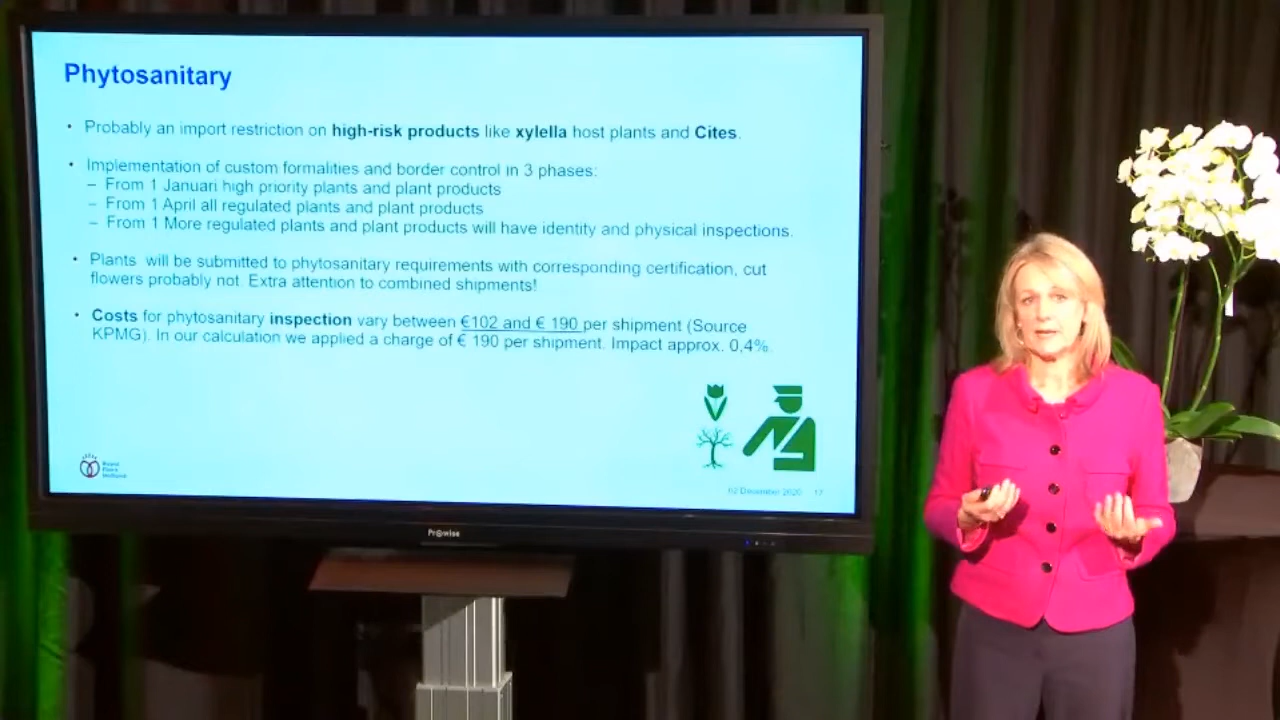 Phytosanitary
• Probably an import restriction on high-risk products like xylella host plants and Cites.
• Implementation of custom formalities and border control in 3 phases:
– From 1 Januari high priority plants and plant products
– From 1 April all regulated plants and plant products
– From 1 More regulated plants and plant products will have identity and physical inspections.
• Plants will be submitted to phytosanitary requirements with corresponding certification, cut
flowers probably not. Extra attention to combined shipments!
• Costs for phytosanitary inspection vary between €102 and € 190 per shipment (Source
KPMG). In our calculation we applied a charge of € 190 per shipment. Impact approx. 0,4%.
02 December 2020 17
Prowise